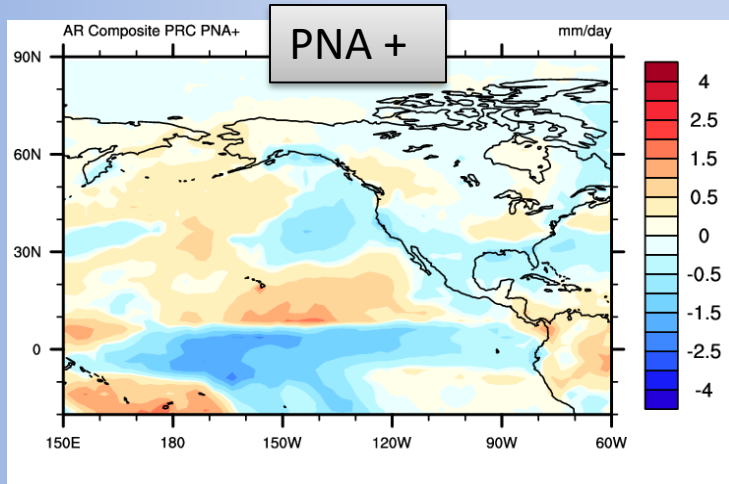 AR Composite PRC PNA+
PNA +
mm/day
90N
60N
30N
0
150E
180
150W
120W
90W
60W
4
2.5
1.5
0.5
0
-0.5
-1.5
-2.5
-4